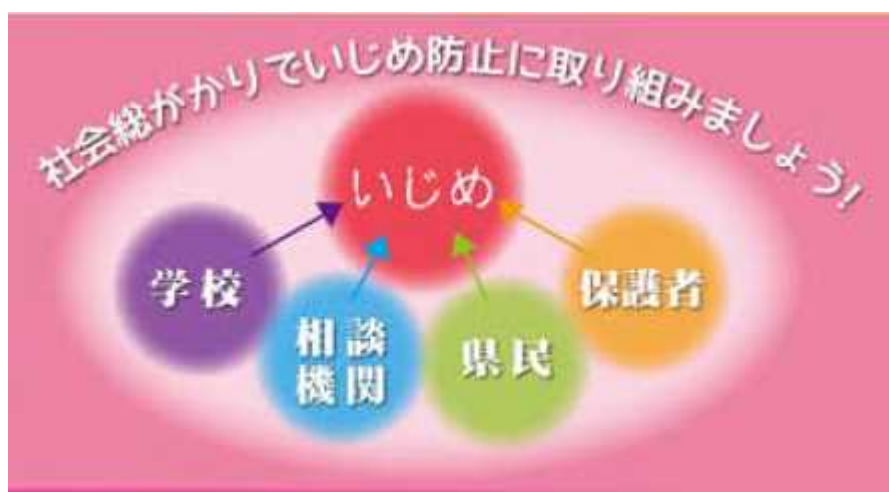 社会総がかりでいじめ防止に取り組みましょう!
いじめ
学校
相談
機関
県民
保護者